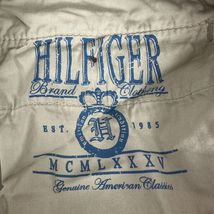 HILFIGER
Brand Clothing
EST. 1985
H
MCMLXXXV
Genuine American Classics